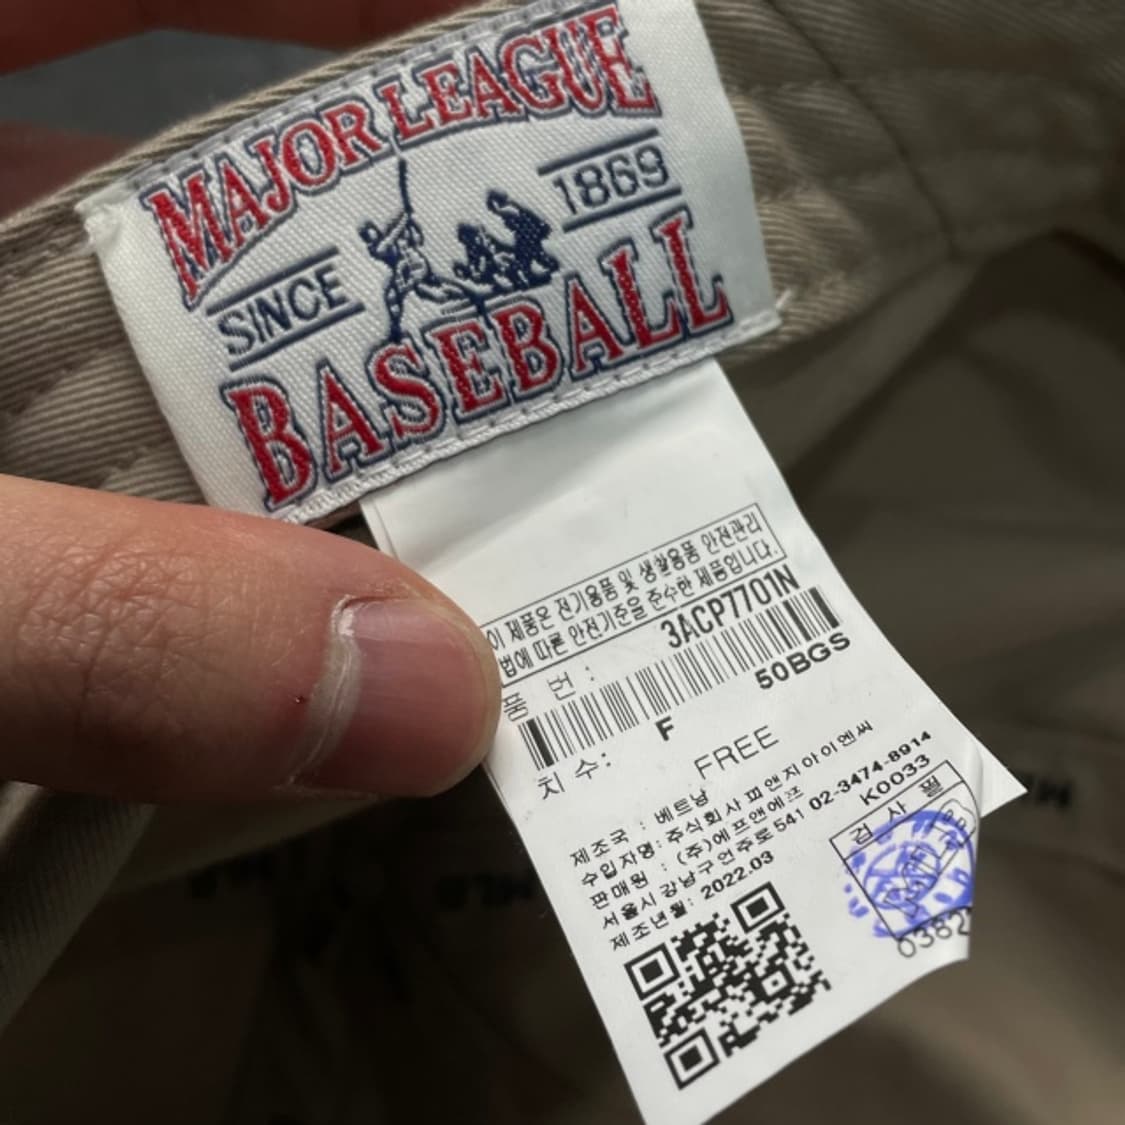 MAJOR LEAGUE
SINCE 1869
BASEBALL
이 제품은 전기용품 및 생활용품 안전관리
법에 따른 안전기준을 준수한 제품입니다.
품 번 : 3ACP7701N
50BGS
F
치 수: FREE
제조국 : 베트남
수입자명: 주식회사 피앤지아이엔씨
판매원 : (주)에프앤에프
서울시 강남구 언주로 541 02-3474-8914
제조년월: 2022.03
K0033
검 사 필
0382